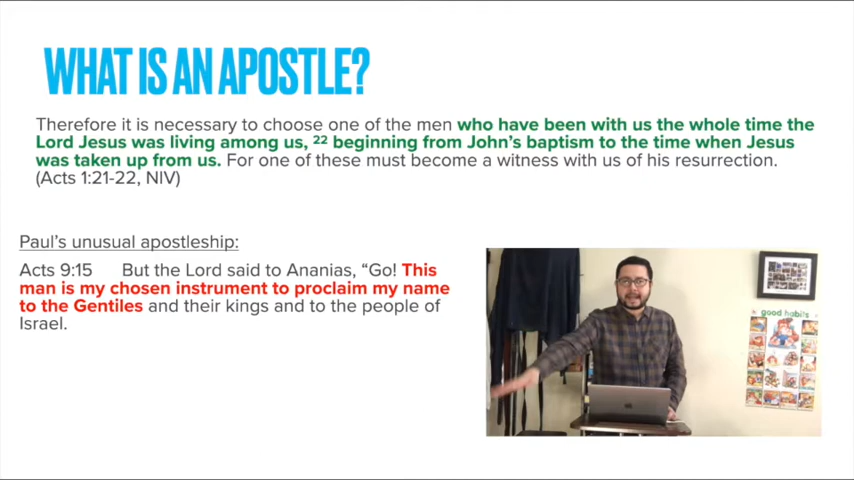 WHAT IS AN APOSTLE?
Therefore it is necessary to choose one of the men who have been with us the whole time the
Lord Jesus was living among us, ²² beginning from John's baptism to the time when Jesus
was taken up from us. For one of these must become a witness with us of his resurrection.
(Acts 1:21-22, NIV)
Paul's unusual apostleship:
Acts 9:15 But the Lord said to Ananias, “Go! This
man is my chosen instrument to proclaim my name
to the Gentiles and their kings and to the people of
Israel.
good habits